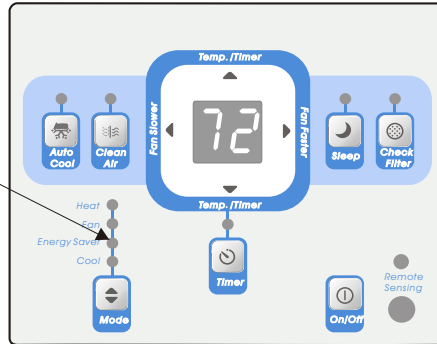 Temp. /Timer
Fan Slower
72
Fan Faster
Auto
Cool
Clean
Air
Sleep
Check
Filter
Temp. /Timer
Heat
Fan
Energy Saver
Cool
Mode
Timer
On/Off
Remote
Sensing